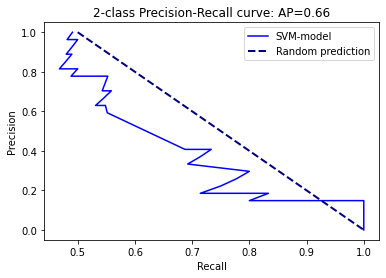 2-class Precision-Recall curve: AP=0.66
SVM-model
Random prediction
Precision
1.0
0.8
0.6
0.4
0.2
0.0
0.5
0.6
0.7
0.8
0.9
1.0
Recall